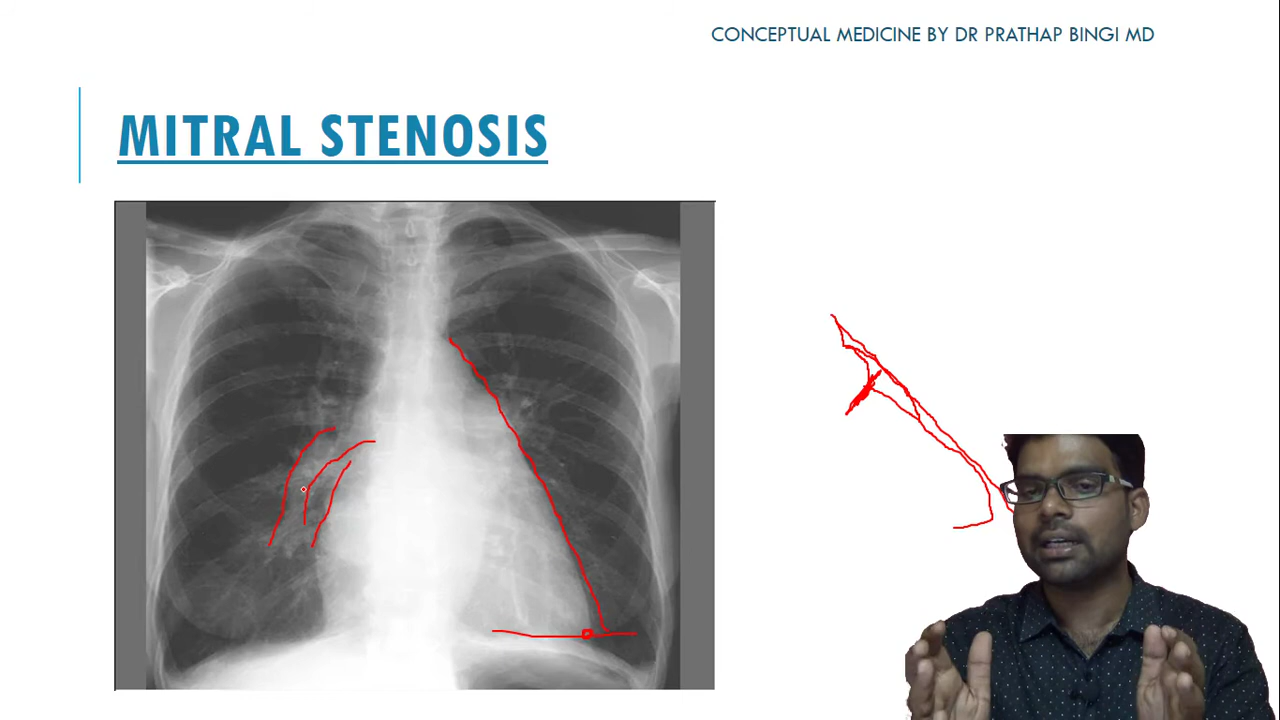 CONCEPTUAL MEDICINE BY DR PRATHAP BINGI MD
MITRAL STENOSIS